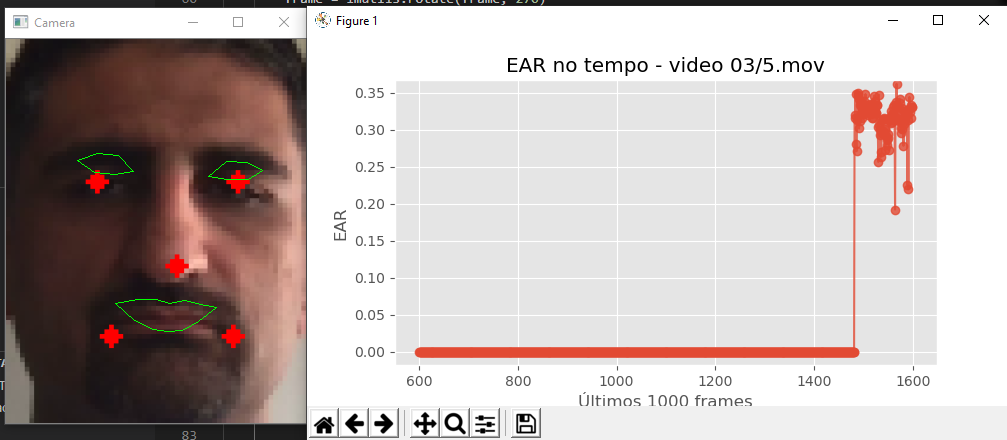 frame = imutils.rotate(frame, 270)
Camera
Figure 1
EAR no tempo - video 03/5.mov
0.35
0.30
0.25
0.20
0.15
0.10
0.05
0.00
EAR
600
800
1000
1200
1400
1600
Últimos 1000 frames
83